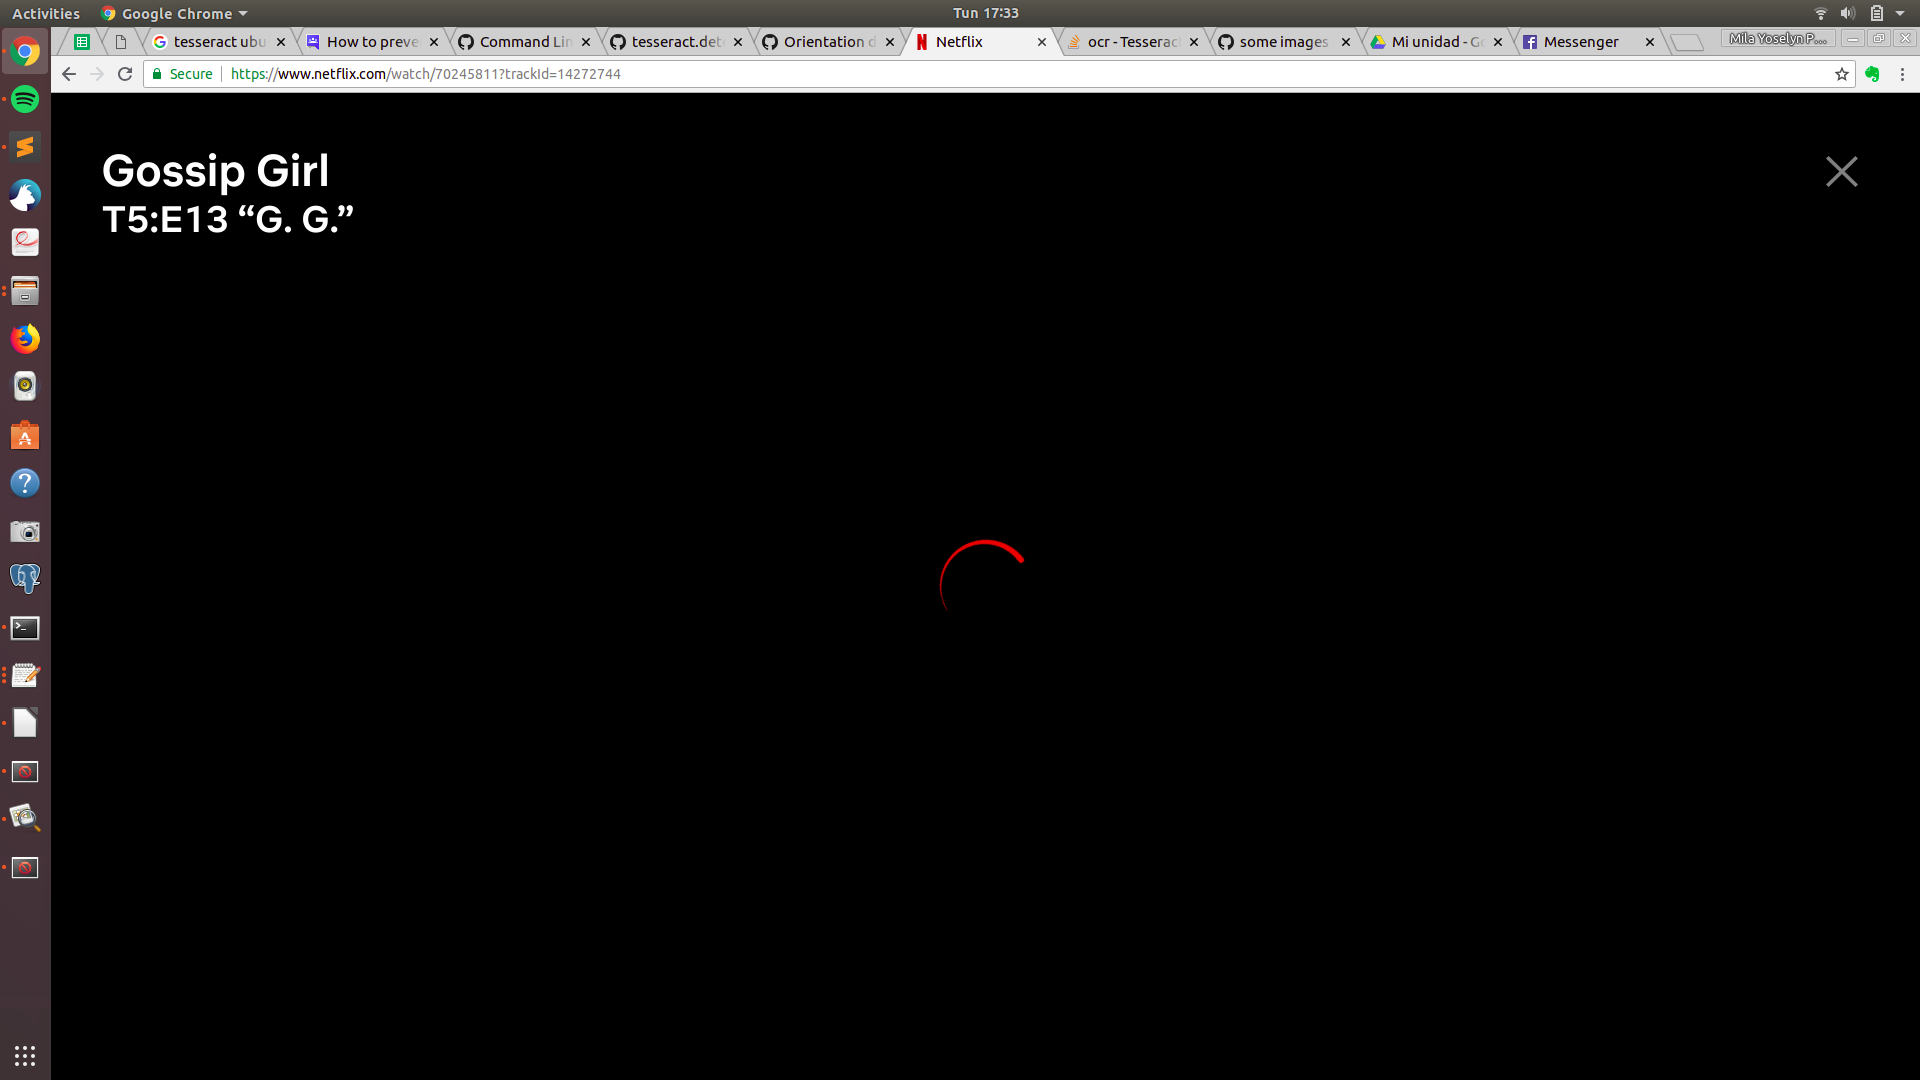 Activities Google Chrome Tun 17:33
tesseract ubu How to preve Command Lin tesseract.det Orientation d Netflix ocr - Tesseract some images Mi unidad - Go Messenger Mila Yoselyn P...
Secure https://www.netflix.com/watch/70245811?trackId=14272744
Gossip Girl
T5:E13 “G. G.”